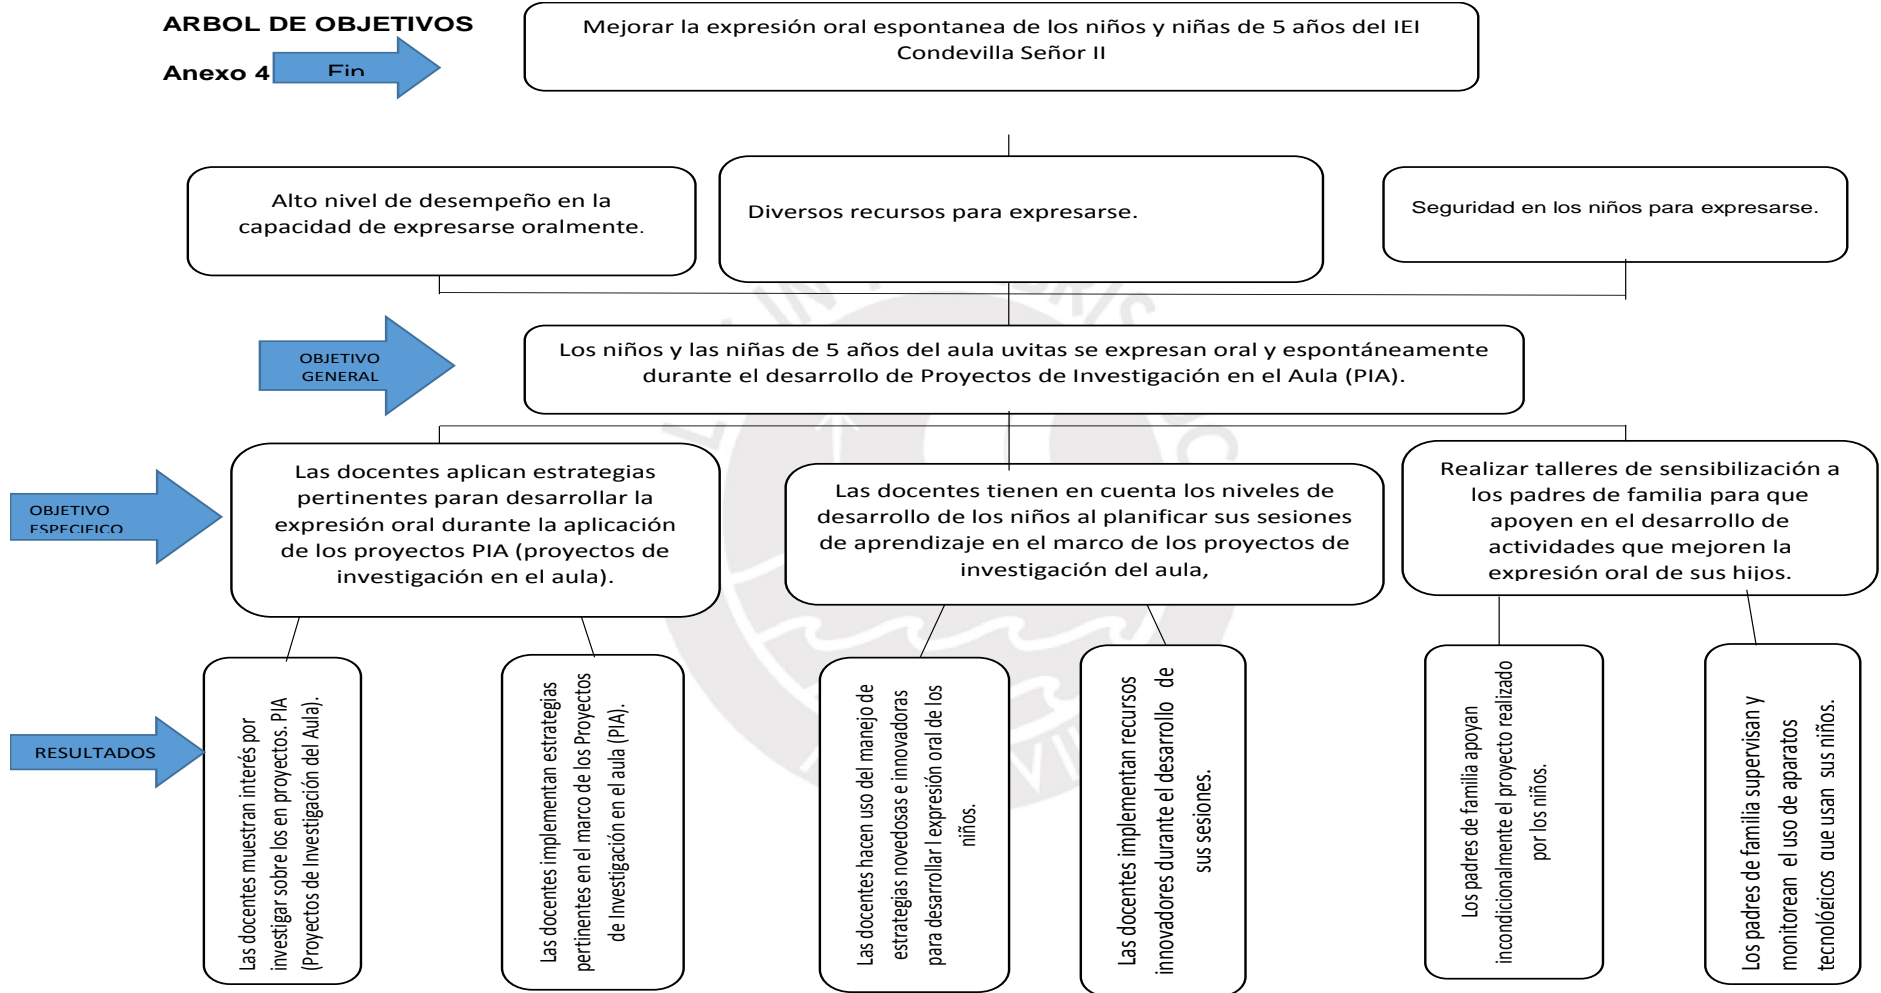 ARBOL DE OBJETIVOS
Anexo 4
Fin
Mejorar la expresión oral espontanea de los niños y niñas de 5 años del IEI
Condevilla Señor II
Alto nivel de desempeño en la
capacidad de expresarse oralmente.
Diversos recursos para expresarse.
Seguridad en los niños para expresarse.
OBJETIVO
GENERAL
Los niños y las niñas de 5 años del aula uvitas se expresan oral y espontáneamente
durante el desarrollo de Proyectos de Investigación en el Aula (PIA).
OBJETIVO
ESPECIFICO
Las docentes aplican estrategias
pertinentes paran desarrollar la
expresión oral durante la aplicación
de los proyectos PIA (proyectos de
investigación en el aula).
Las docentes tienen en cuenta los niveles de
desarrollo de los niños al planificar sus sesiones
de aprendizaje en el marco de los proyectos de
investigación del aula,
Realizar talleres de sensibilización a
los padres de familia para que
apoyen en el desarrollo de
actividades que mejoren la
expresión oral de sus hijos.
RESULTADOS
Las docentes muestran interés por
investigar sobre los en proyectos. PIA
(Proyectos de Investigación del Aula).
Las docentes implementan estrategias
pertinentes en el marco de los Proyectos
de Investigación en el aula (PIA).
Las docentes hacen uso del manejo de
estrategias novedosas e innovadoras
para desarrollar l expresión oral de los
niños.
Las docentes implementan recursos
innovadores durante el desarrollo de
sus sesiones.
Los padres de familia apoyan
incondicionalmente el proyecto realizado
por los niños.
Los padres de familia supervisan y
monitorean el uso de aparatos
tecnológicos que usan sus niños.